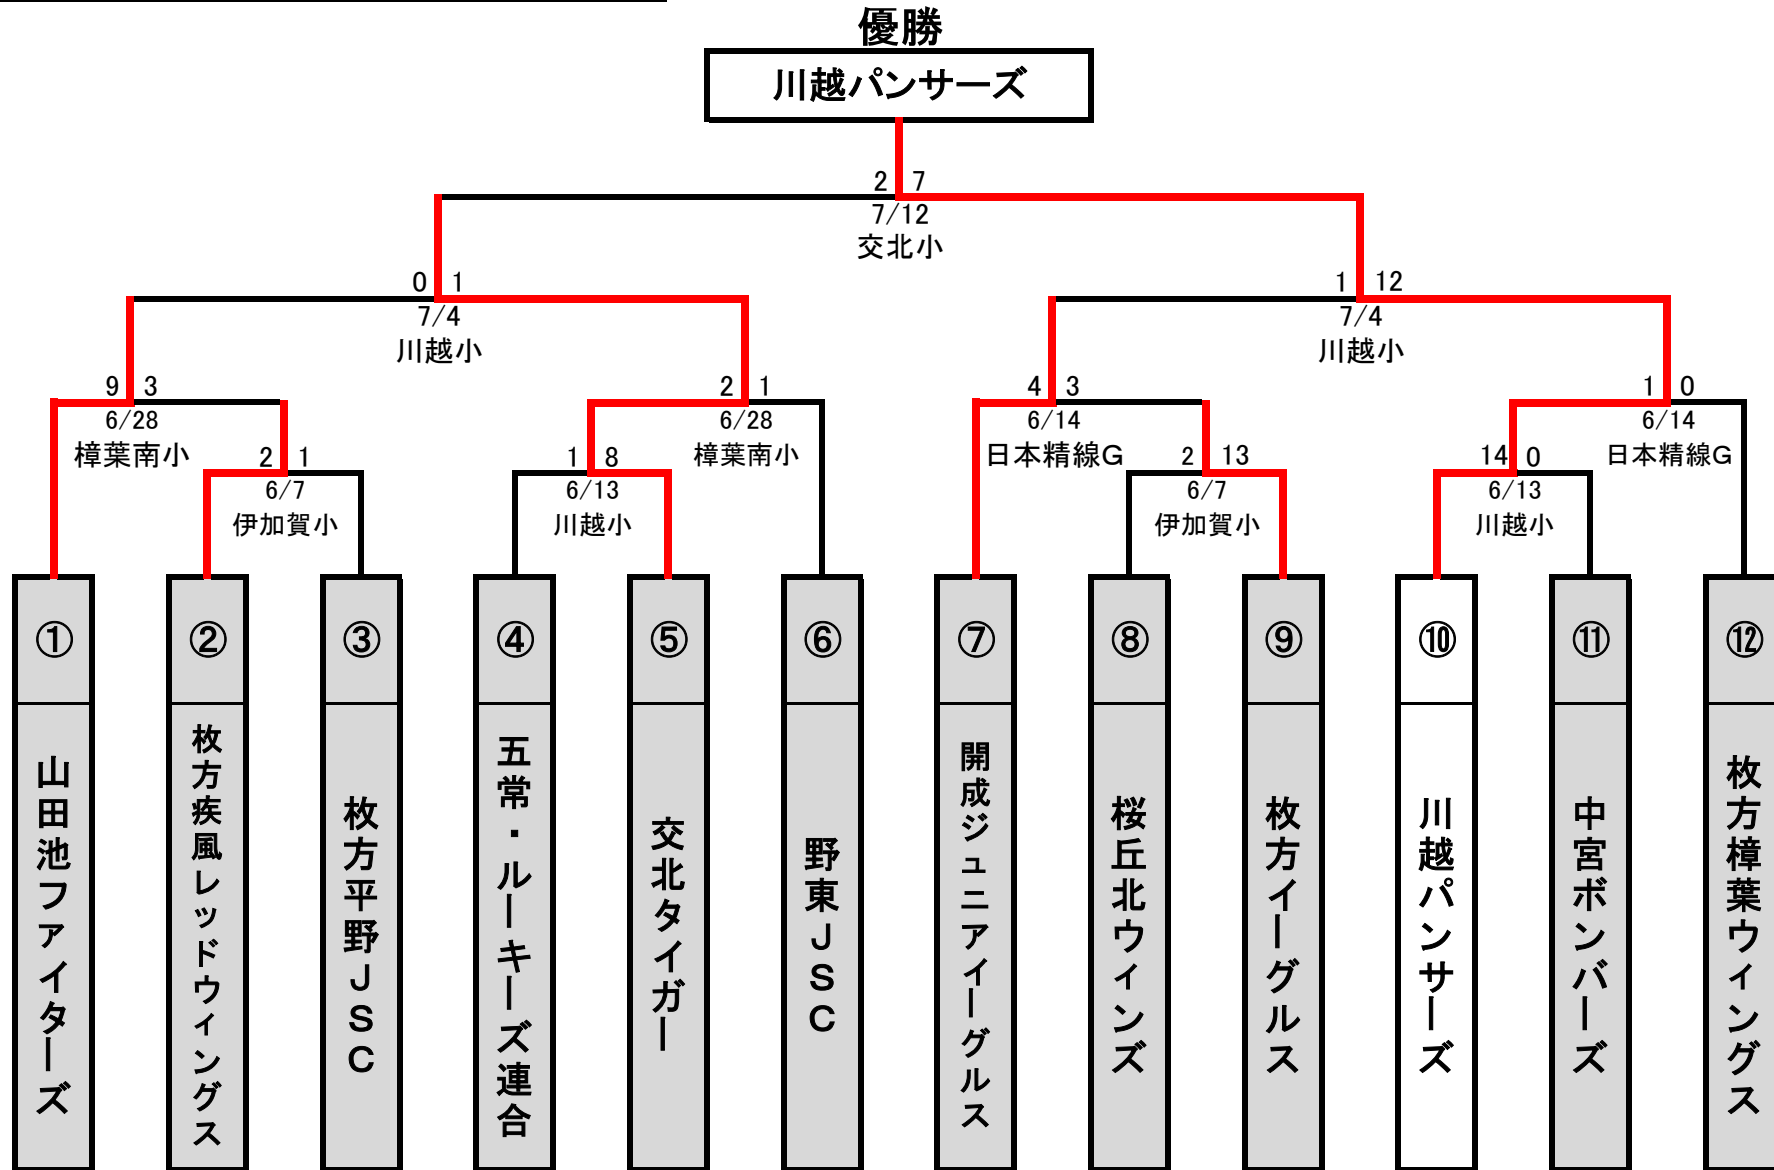 優勝
川越パンサーズ
2 7
7/12
交北小
0 1
7/4
川越小
1 12
7/4
川越小
9 3
6/28
樟葉南小
2 1
6/28
樟葉南小
4 3
6/14
日本精線G
1 0
6/14
日本精線G
2 1
6/7
伊加賀小
1 8
6/13
川越小
2 13
6/7
伊加賀小
14 0
6/13
川越小
①
山田池ファイターズ
②
枚方疾風レッドウィングス
③
枚方平野JSC
④
五常・ルーキーズ連合
⑤
交北タイガー
⑥
野東JSC
⑦
開成ジュニアイーグルス
⑧
桜丘北ウィンズ
⑨
枚方イーグルス
⑩
川越パンサーズ
⑪
中宮ボンバーズ
⑫
枚方樟葉ウィングス